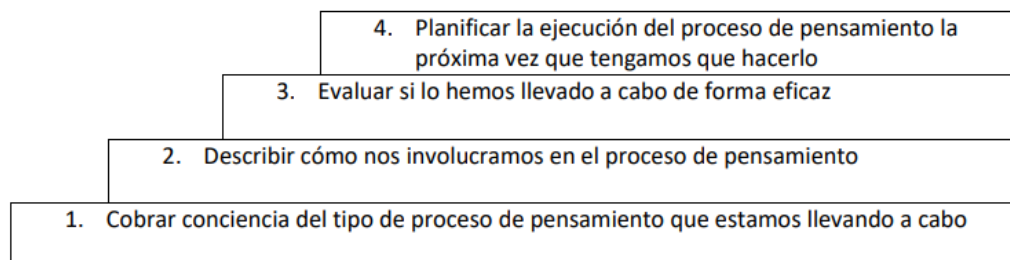 4. Planificar la ejecución del proceso de pensamiento la
próxima vez que tengamos que hacerlo
3. Evaluar si lo hemos llevado a cabo de forma eficaz
2. Describir cómo nos involucramos en el proceso de pensamiento
1. Cobrar conciencia del tipo de proceso de pensamiento que estamos llevando a cabo